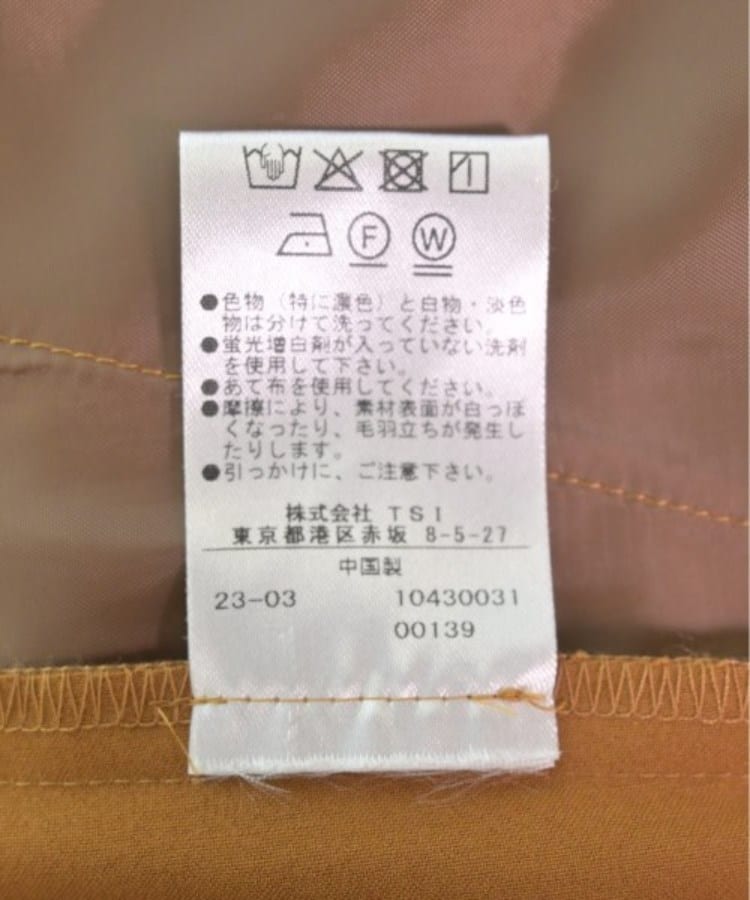 F W
●色物（特に濃色）と白物・淡色
物は分けて洗ってください。
●蛍光増白剤が入っていない洗剤
を使用して下さい。
●あて布を使用してください。
●摩擦により、素材表面が白っぽ
くなったり、毛羽立ちが発生し
たりします。
●引っかけに、ご注意下さい。
株式会社 TSI
東京都港区赤坂 8-5-27
中国製
23-03 10430031
00139